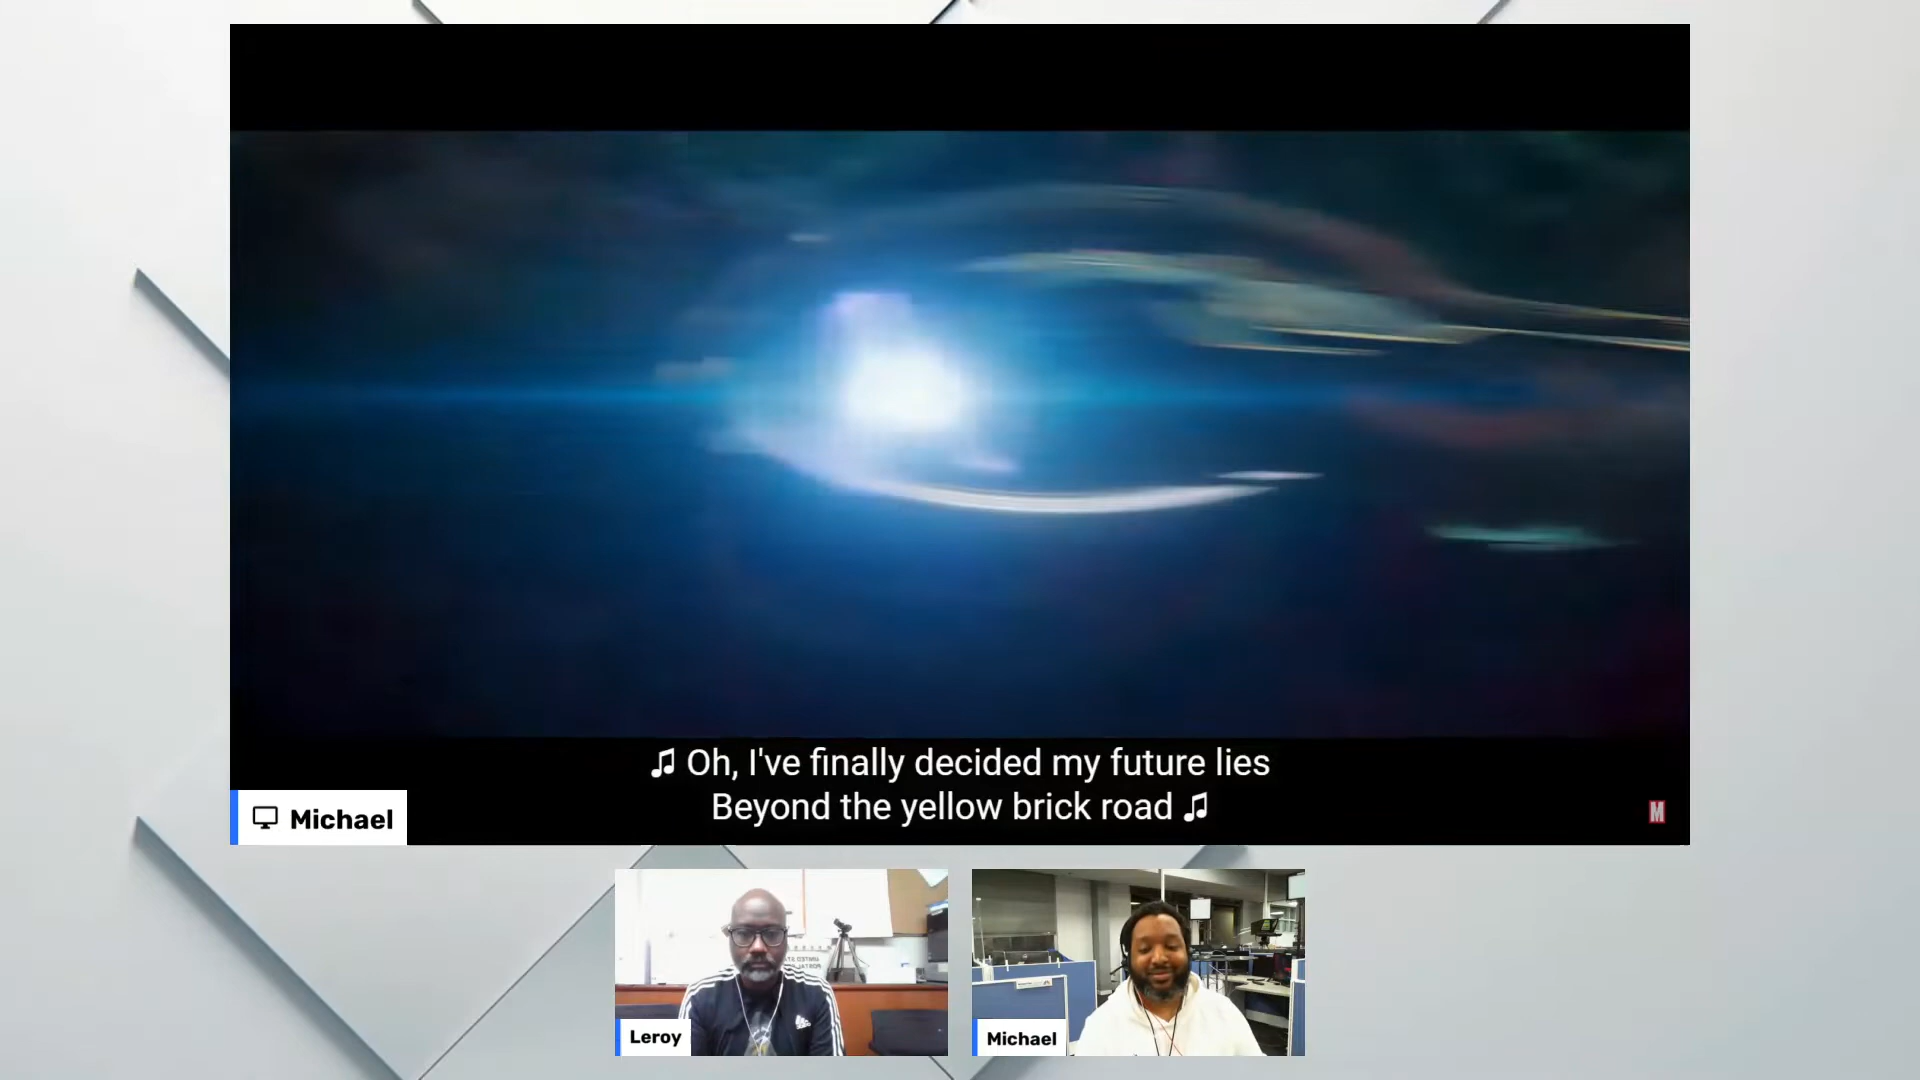 ♫ Oh, I've finally decided my future lies
Beyond the yellow brick road ♫
Michael
M
Leroy
Michael